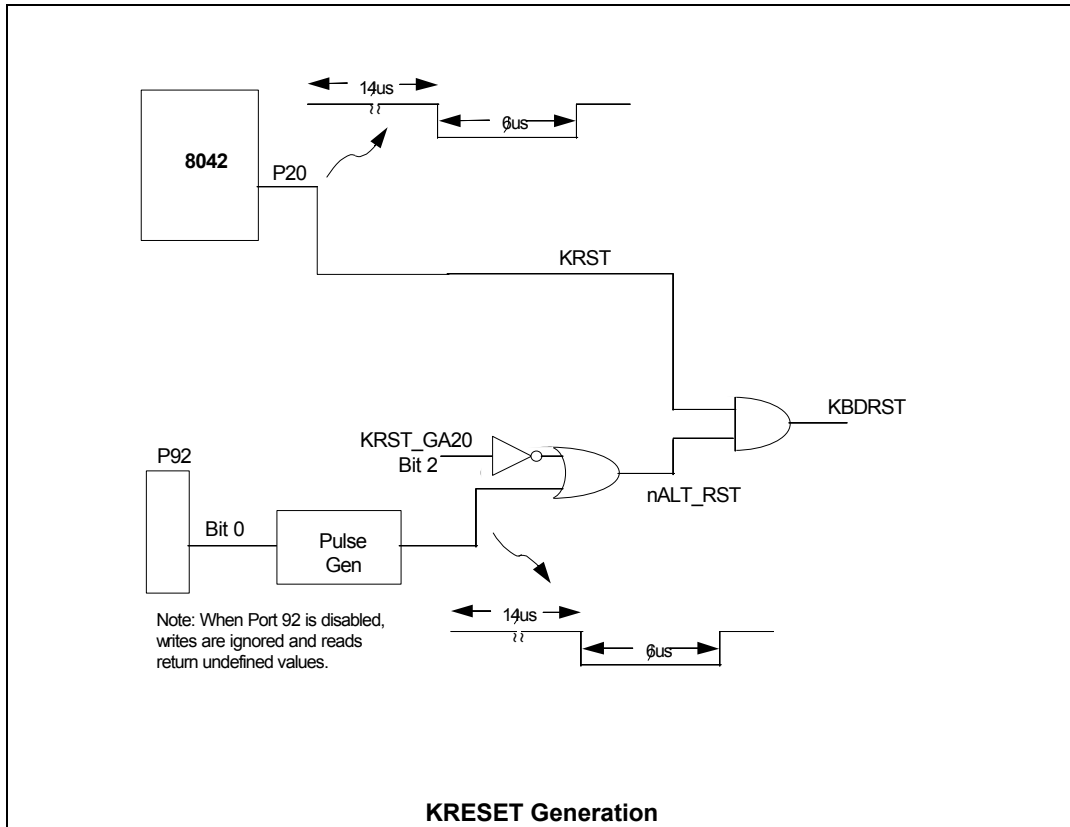 14us
6us
8042
P20
KRST
KBDRST
KRST_GA20
Bit 2
nALT_RST
P92
Bit 0
Pulse
Gen
14us
6us
Note: When Port 92 is disabled,
writes are ignored and reads
return undefined values.
KRESET Generation